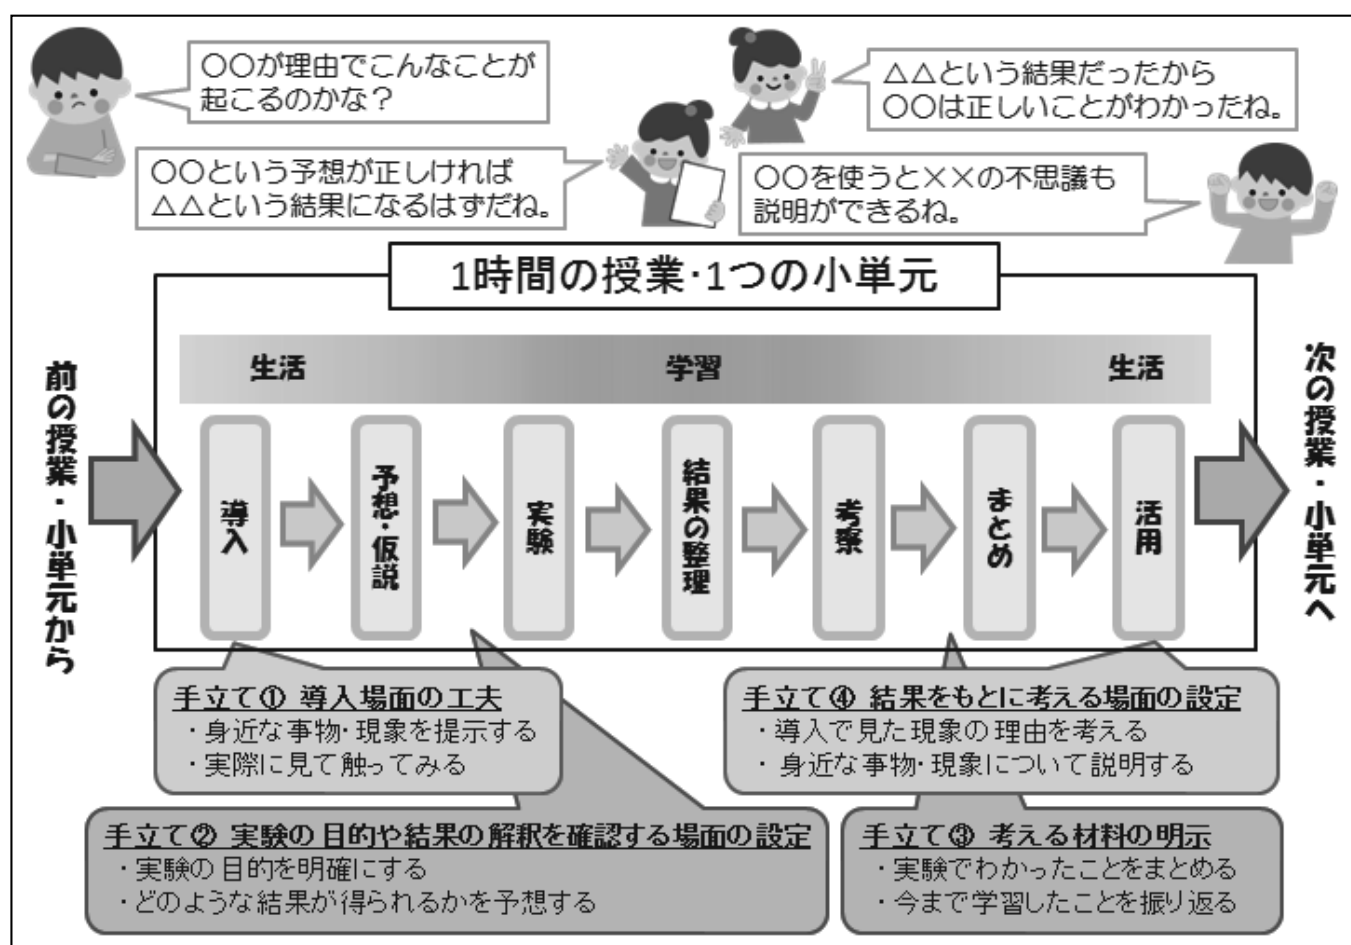 〇〇が理由でこんなことが
起こるのかな？
〇〇という予想が正しければ
△△という結果になるはずだね。
△△という結果だったから
〇〇は正しいことがわかったね。
〇〇を使うと××の不思議も
説明ができるね。
1時間の授業・1つの小単元
前の授業・小単元から
生活
学習
生活
導入
予想・仮説
実験
結果の整理
考察
まとめ
活用
次の授業・小単元へ
手立て① 導入場面の工夫
・身近な事物・現象を提示する
・実際に見て触ってみる
手立て④ 結果をもとに考える場面の設定
・導入で見た現象の理由を考える
・身近な事物・現象について説明する
手立て② 実験の目的や結果の解釈を確認する場面の設定
・実験の目的を明確にする
・どのような結果が得られるかを予想する
手立て③ 考える材料の明示
・実験でわかったことをまとめる
・今まで学習したことを振り返る